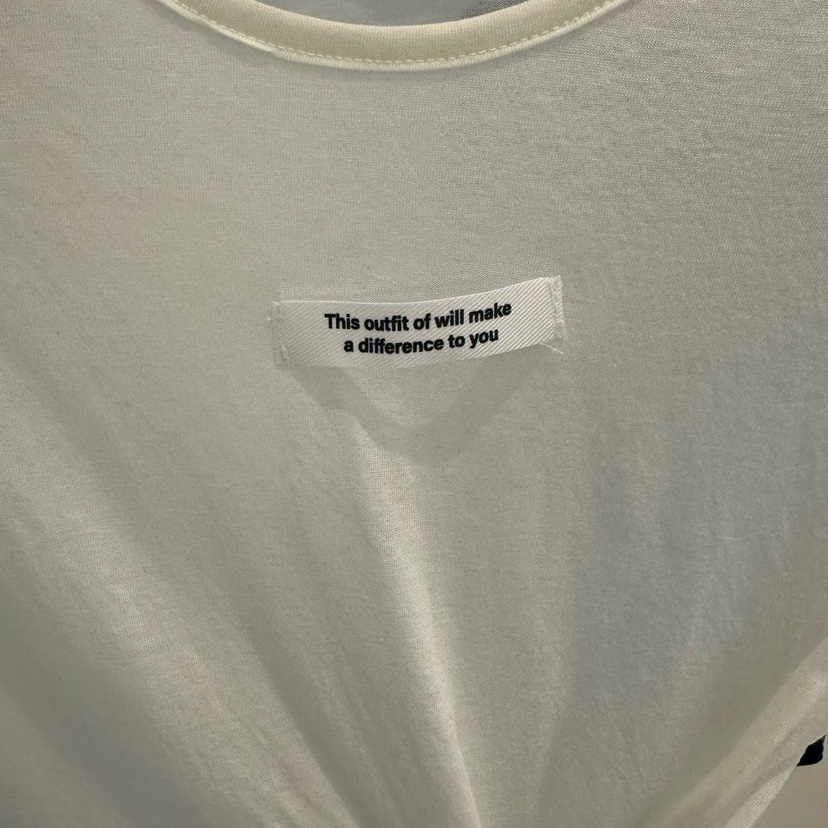 This outfit of will make
a difference to you